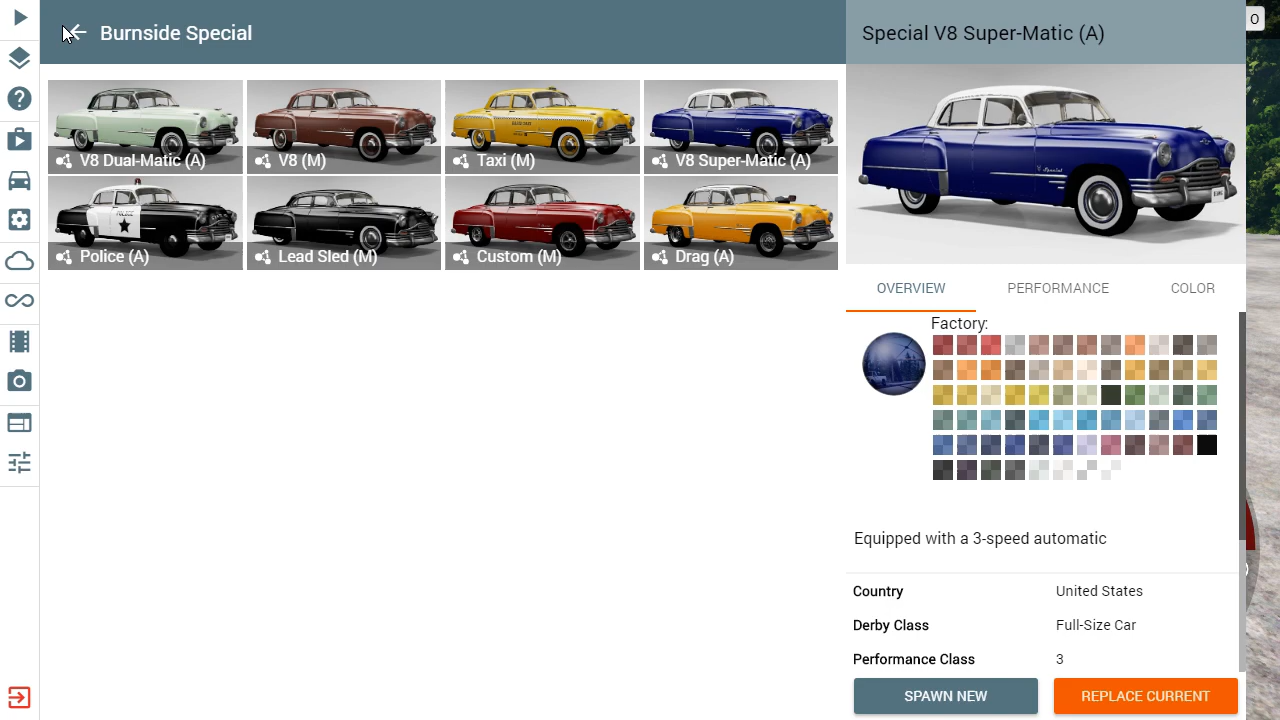 Burnside Special
V8 Dual-Matic (A)
V8 (M)
Taxi (M)
V8 Super-Matic (A)
POLICE
Police (A)
Lead Sled (M)
Custom (M)
Drag (A)
Special V8 Super-Matic (A)
OVERVIEW
PERFORMANCE
COLOR
Factory:
Equipped with a 3-speed automatic
Country
United States
Derby Class
Full-Size Car
Performance Class
3
SPAWN NEW
REPLACE CURRENT
0